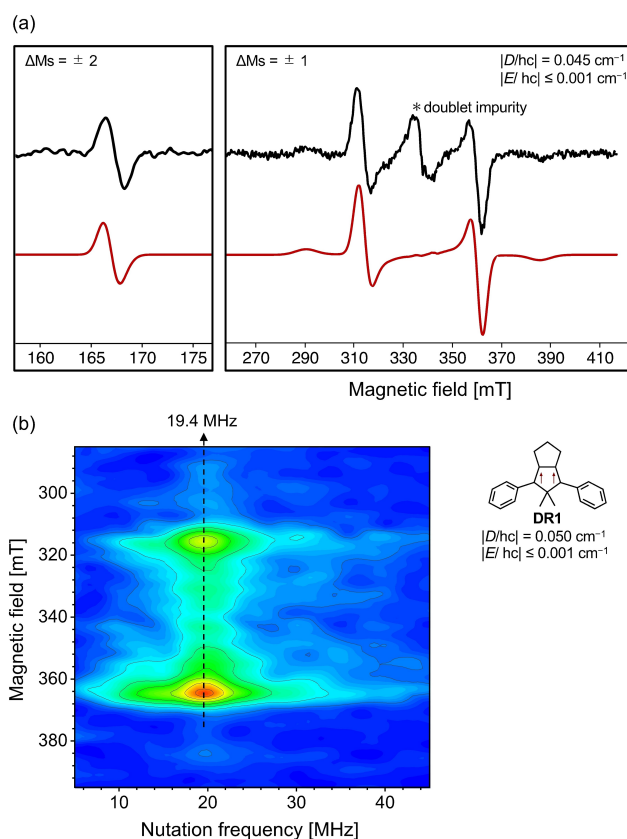 (a)
ΔMs = ± 2
ΔMs = ± 1
|D/hc| = 0.045 cm⁻¹
|E/ hc| ≤ 0.001 cm⁻¹
* doublet impurity
160 165 170 175
270 290 310 330 350 370 390 410
Magnetic field [mT]
(b)
19.4 MHz
Magnetic field [mT]
300
320
340
360
380
10 20 30 40
Nutation frequency [MHz]
DR1
|D/hc| = 0.050 cm⁻¹
|E/ hc| ≤ 0.001 cm⁻¹